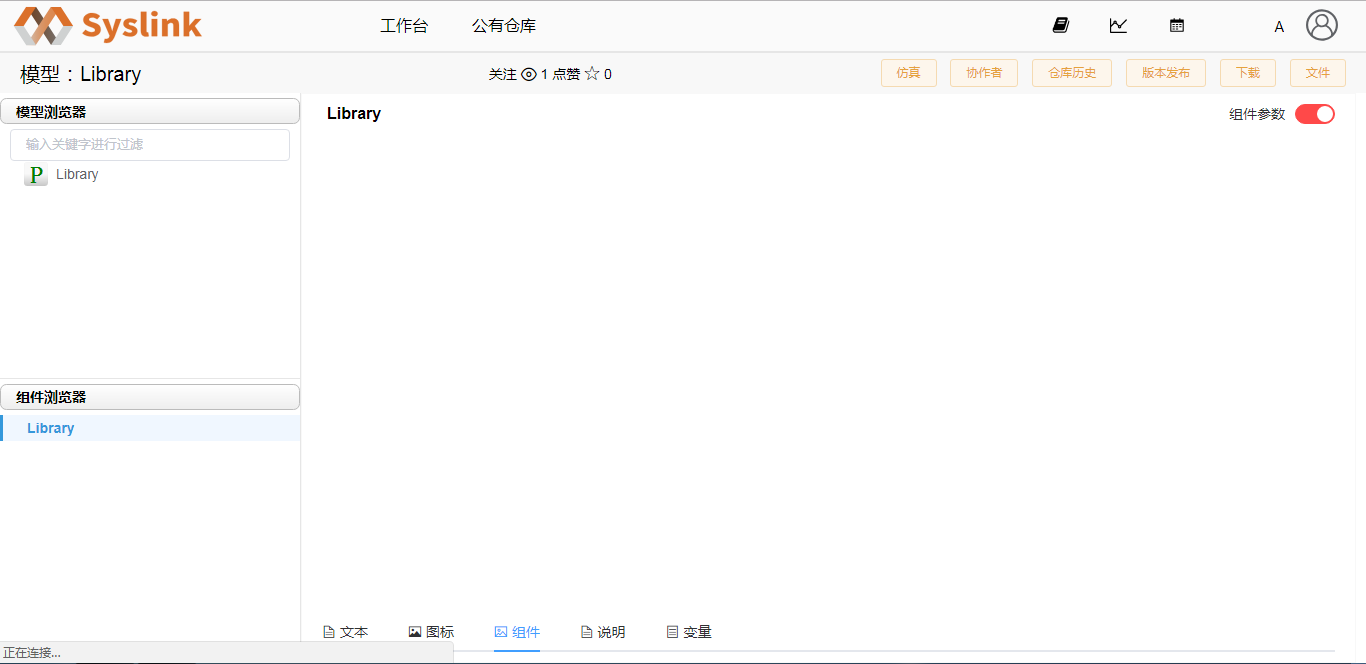 Syslink 工作台 公有仓库 A
模型：Library 关注 1 点赞 0 仿真 协作者 仓库历史 版本发布 下载 文件
模型浏览器
Library 组件参数
输入关键字进行过滤
P Library
组件浏览器
Library
文本 图标 组件 说明 变量
正在连接...